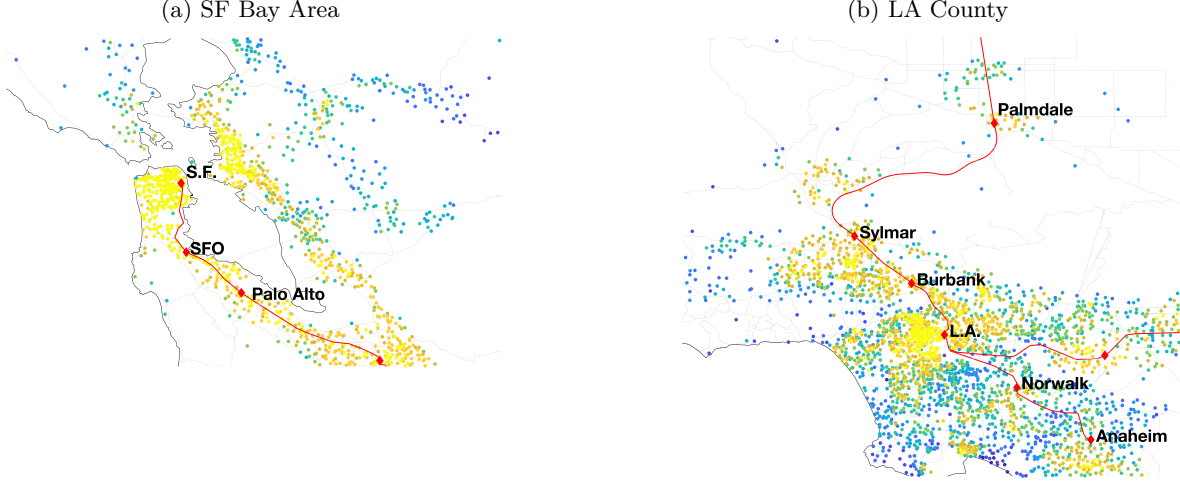 (a) SF Bay Area
(b) LA County
S.F.
SFO
Palo Alto
Palmdale
Sylmar
Burbank
L.A.
Norwalk
Anaheim